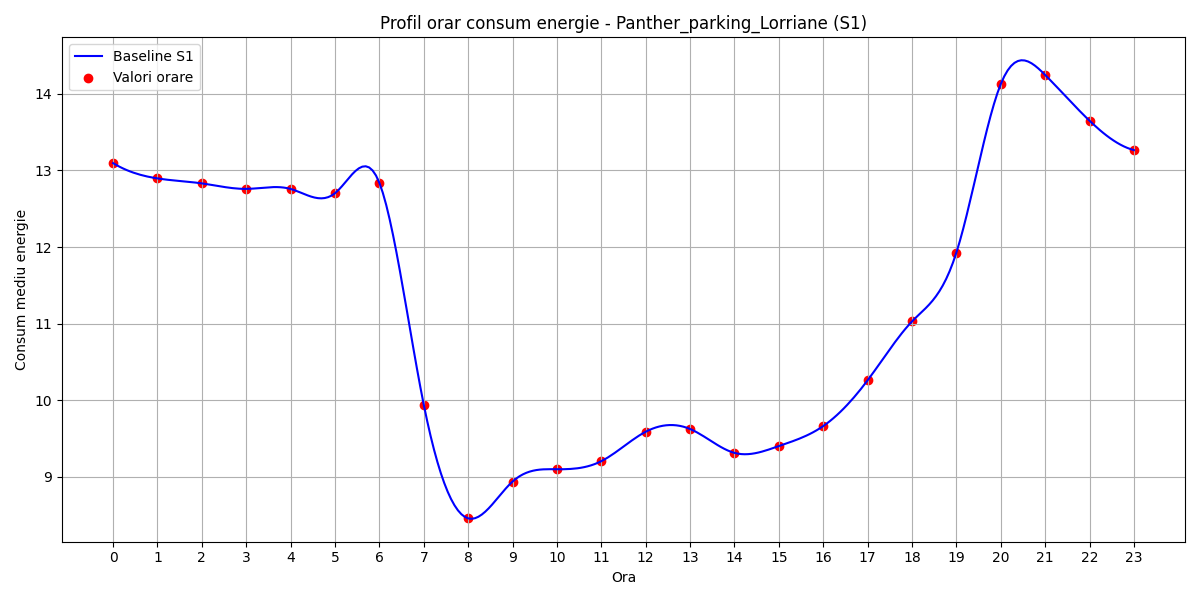 Profil orar consum energie - Panther_parking_Lorriane (S1)
Baseline S1
Valori orare
Consum mediu energie
14
13
12
11
10
9
0 1 2 3 4 5 6 7 8 9 10 11 12 13 14 15 16 17 18 19 20 21 22 23
Ora